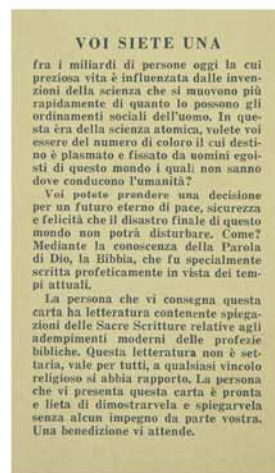 VOI SIETE UNA
fra i miliardi di persone oggi la cui
preziosa vita è influenzata dalle inven-
zioni della scienza che si muovono più
rapidamente di quanto lo possono gli
ordinamenti sociali dell'uomo. In que-
sta èra della scienza atomica, volete voi
essere del numero di coloro il cui desti-
no è plasmato e fissato da uomini egoi-
sti di questo mondo i quali non sanno
dove conducono l'umanità?
Voi potete prendere una decisione
per un futuro eterno di pace, sicurezza
e felicità che il disastro finale di questo
mondo non potrà disturbare. Come?
Mediante la conoscenza della Parola
di Dio, la Bibbia, che fu specialmente
scritta profeticamente in vista dei tem-
pi attuali.
La persona che vi consegna questa
carta ha letteratura contenente spiega-
zioni delle Sacre Scritture relative agli
adempimenti moderni delle profezie
bibliche. Questa letteratura non è set-
taria, vale per tutti, a qualsiasi vincolo
religioso si abbia rapporto. La persona
che vi presenta questa carta è pronta
e lieta di dimostrarvela e spiegarvela
senza alcun impegno da parte vostra.
Una benedizione vi attende.